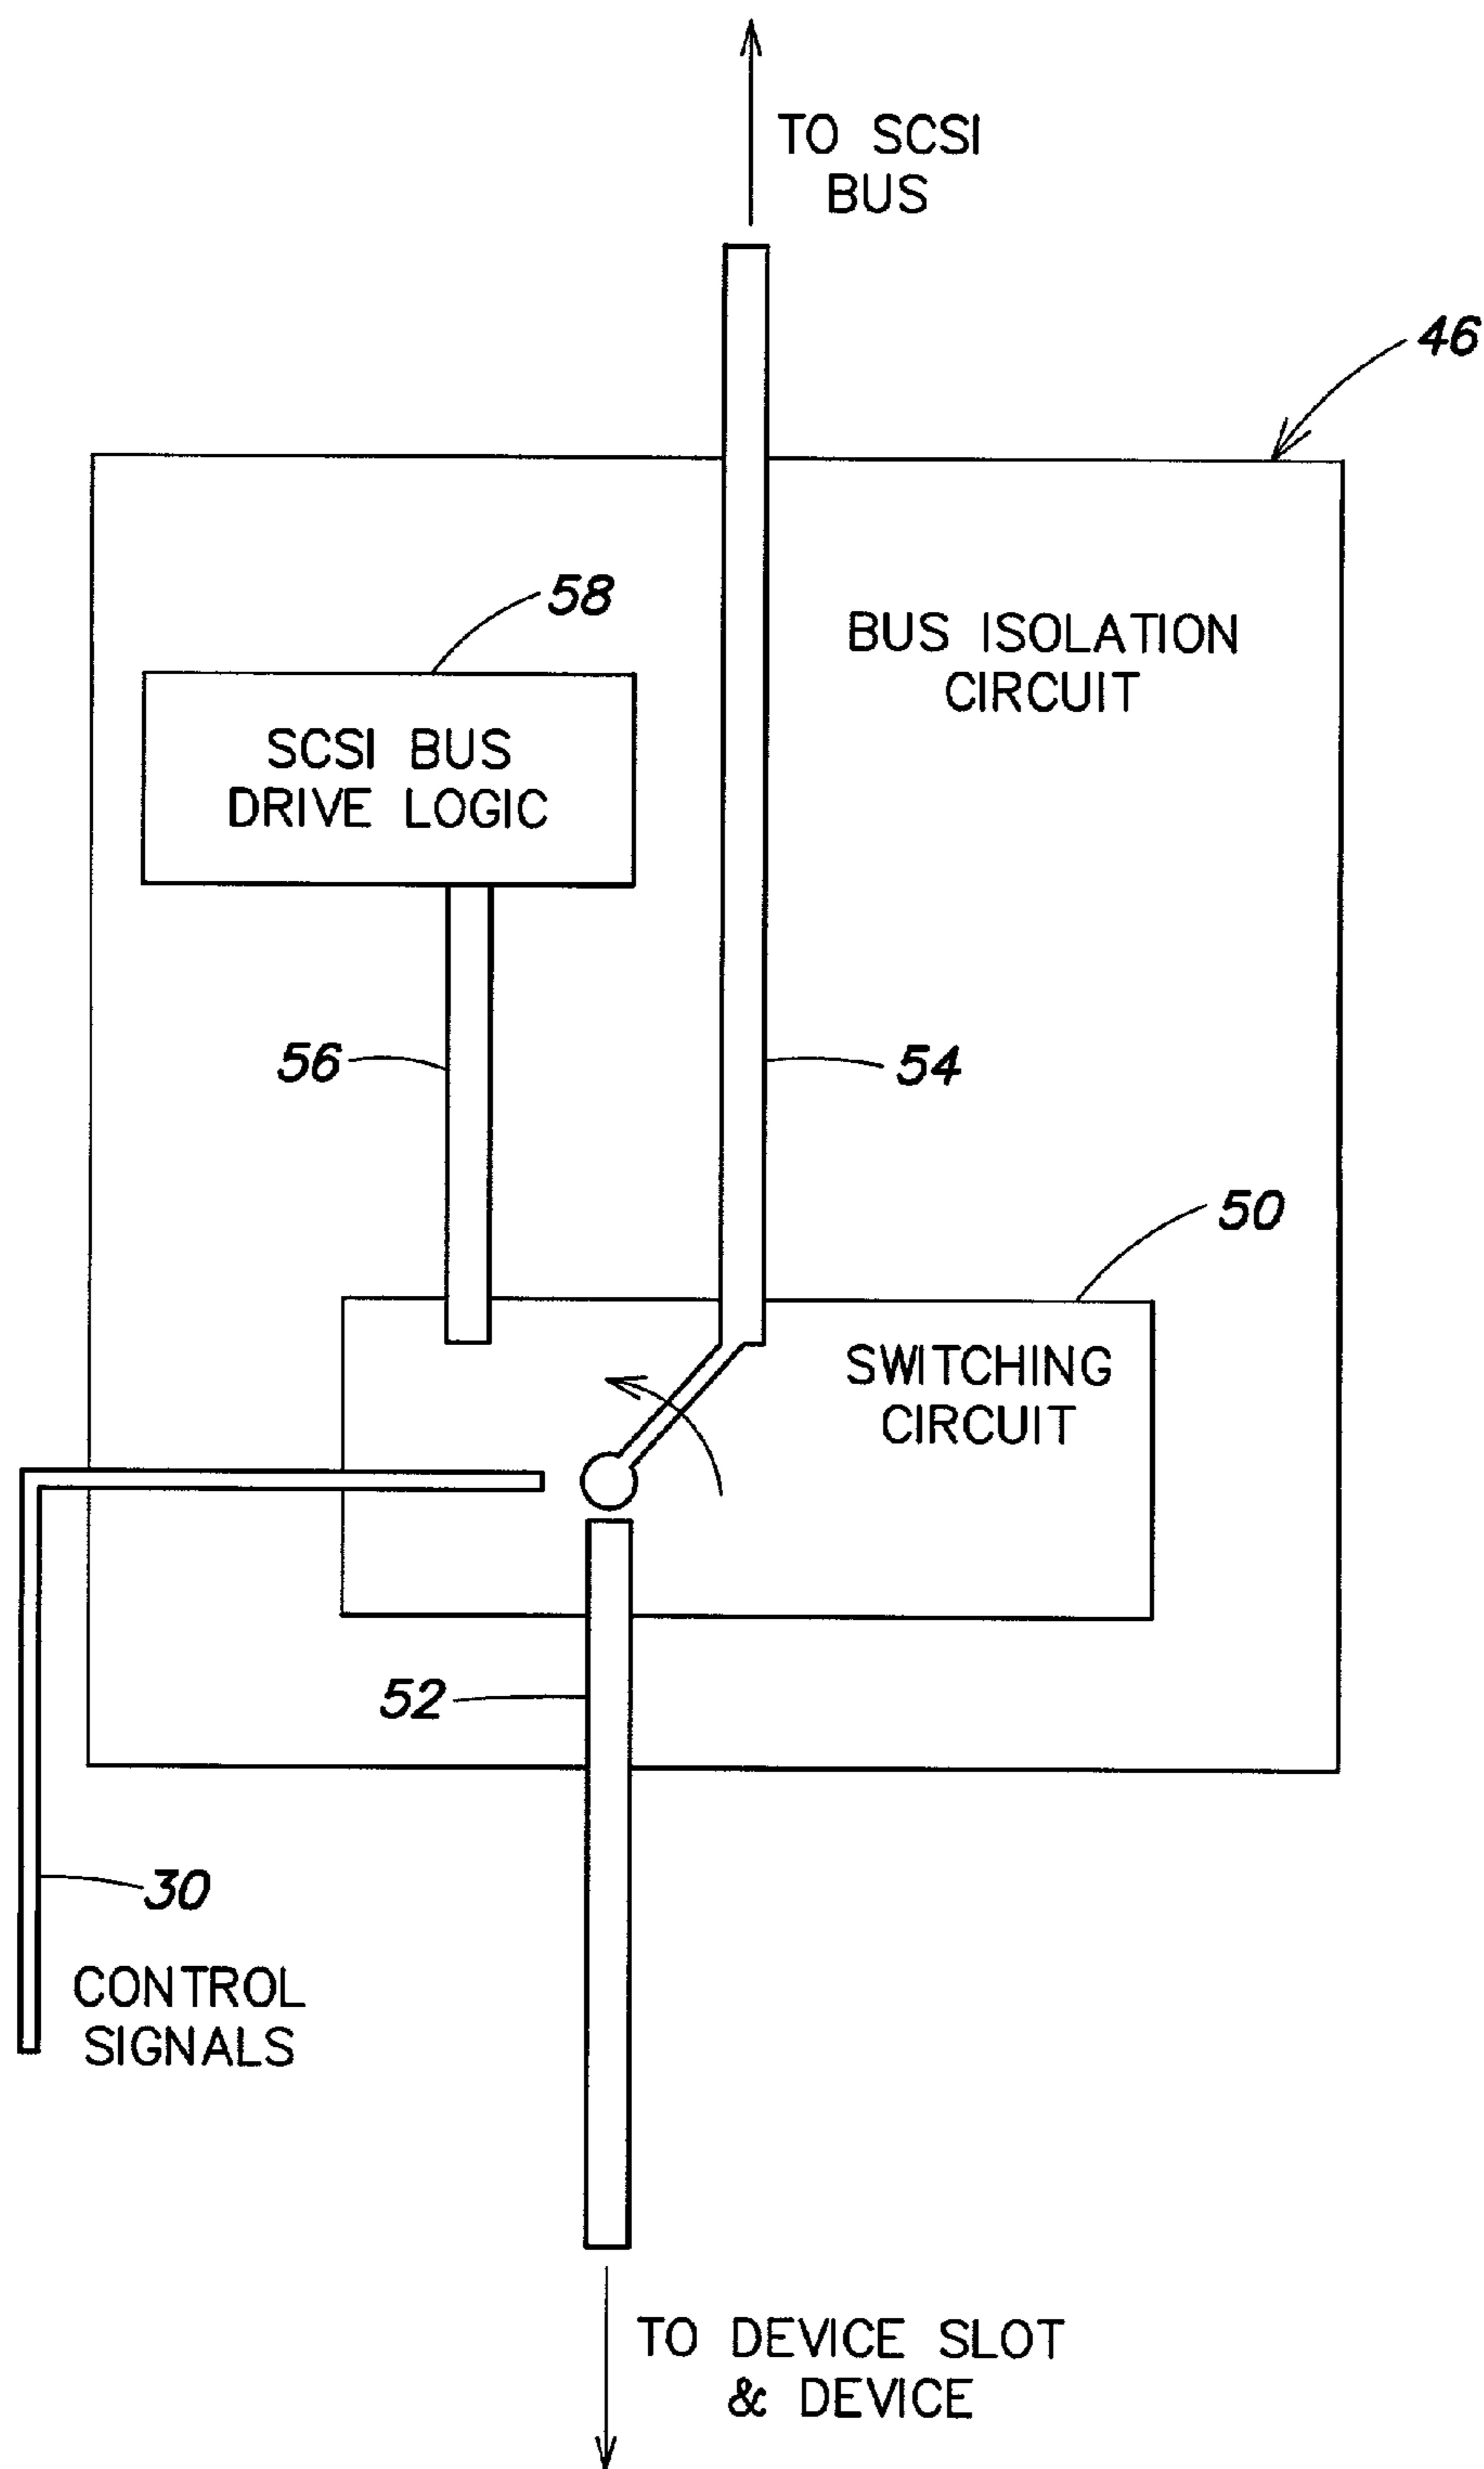 TO SCSI
BUS
46
58
BUS ISOLATION
CIRCUIT
SCSI BUS
DRIVE LOGIC
56
54
50
SWITCHING
CIRCUIT
52
30
CONTROL
SIGNALS
TO DEVICE SLOT
& DEVICE